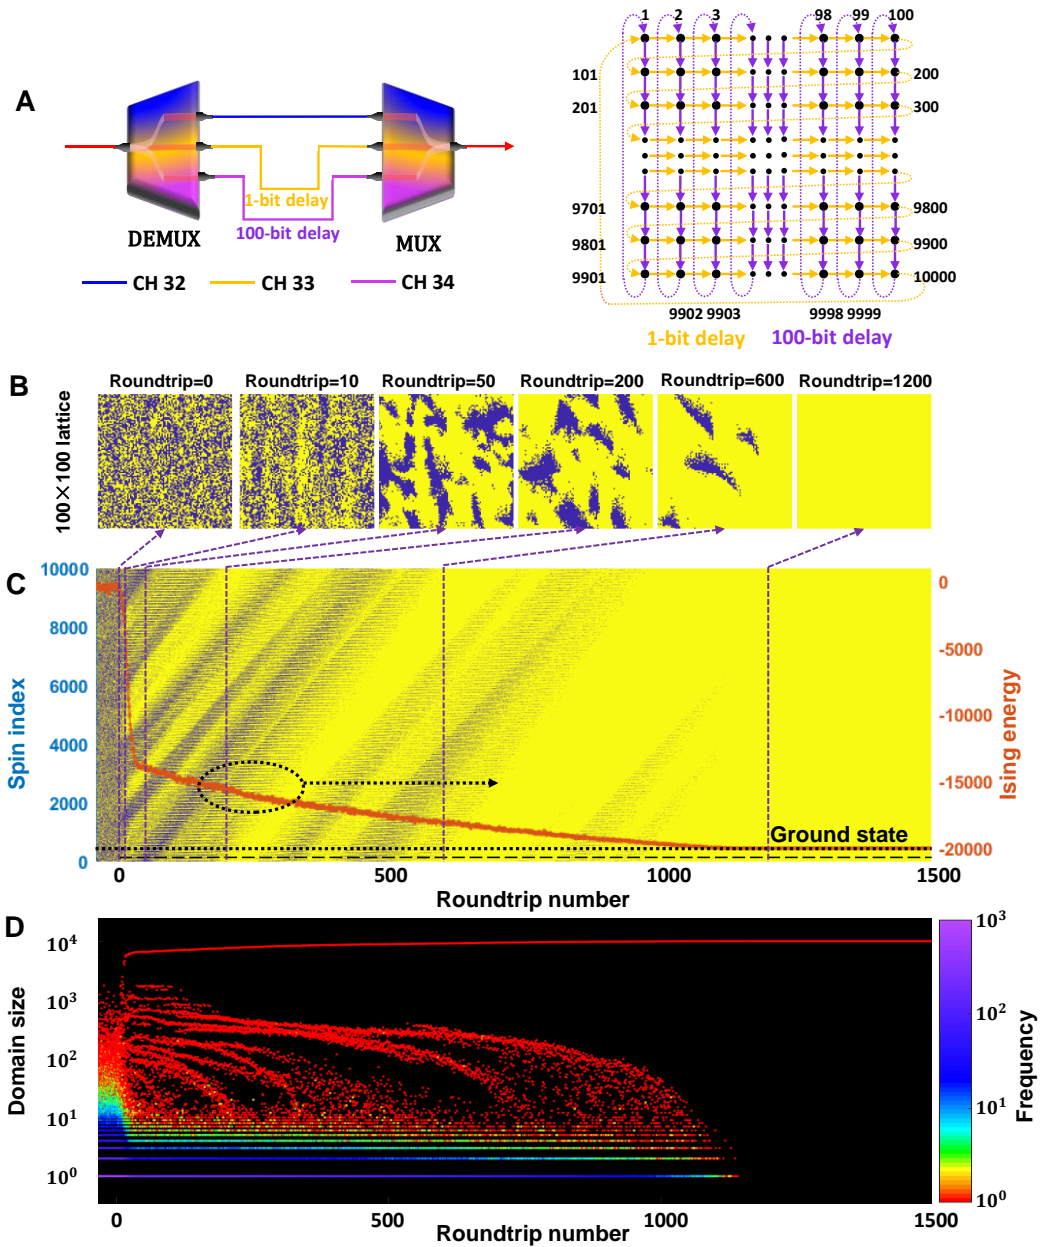 A
DEMUX
MUX
1-bit delay
100-bit delay
CH 32
CH 33
CH 34
1 2 3 98 99 100
101 200
201 300
9701 9800
9801 9900
9901 10000
9902 9903 9998 9999
1-bit delay 100-bit delay
B
Roundtrip=0 Roundtrip=10 Roundtrip=50 Roundtrip=200 Roundtrip=600 Roundtrip=1200
100×100 lattice
C
Spin index
10000
8000
6000
4000
2000
0
Ising energy
0
-5000
-10000
-15000
-20000
Ground state
0 500 1000 1500
Roundtrip number
D
Domain size
10⁴
10³
10²
10¹
10⁰
Frequency
10³
10²
10¹
10⁰
0 500 1000 1500
Roundtrip number